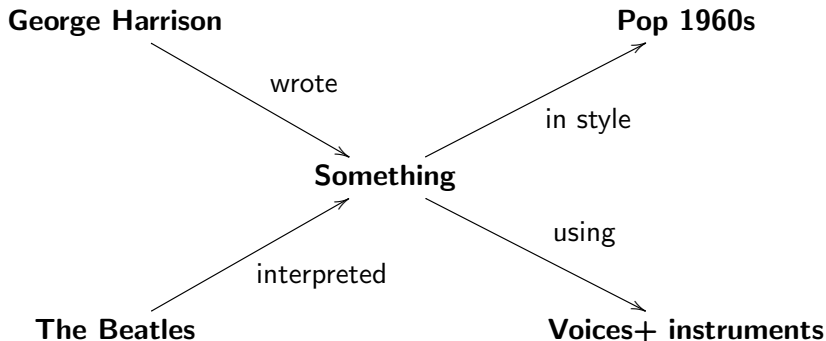 George Harrison
Pop 1960s
wrote
in style
Something
using
interpreted
The Beatles
Voices+ instruments